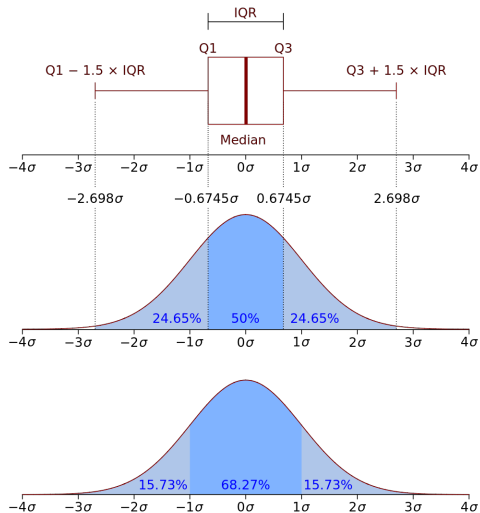 IQR
Q1 Q3
Q1 − 1.5 × IQR Q3 + 1.5 × IQR
Median
−4σ −3σ −2σ −1σ 0σ 1σ 2σ 3σ 4σ
−2.698σ −0.6745σ 0.6745σ 2.698σ
24.65% 50% 24.65%
−4σ −3σ −2σ −1σ 0σ 1σ 2σ 3σ 4σ
15.73% 68.27% 15.73%
−4σ −3σ −2σ −1σ 0σ 1σ 2σ 3σ 4σ